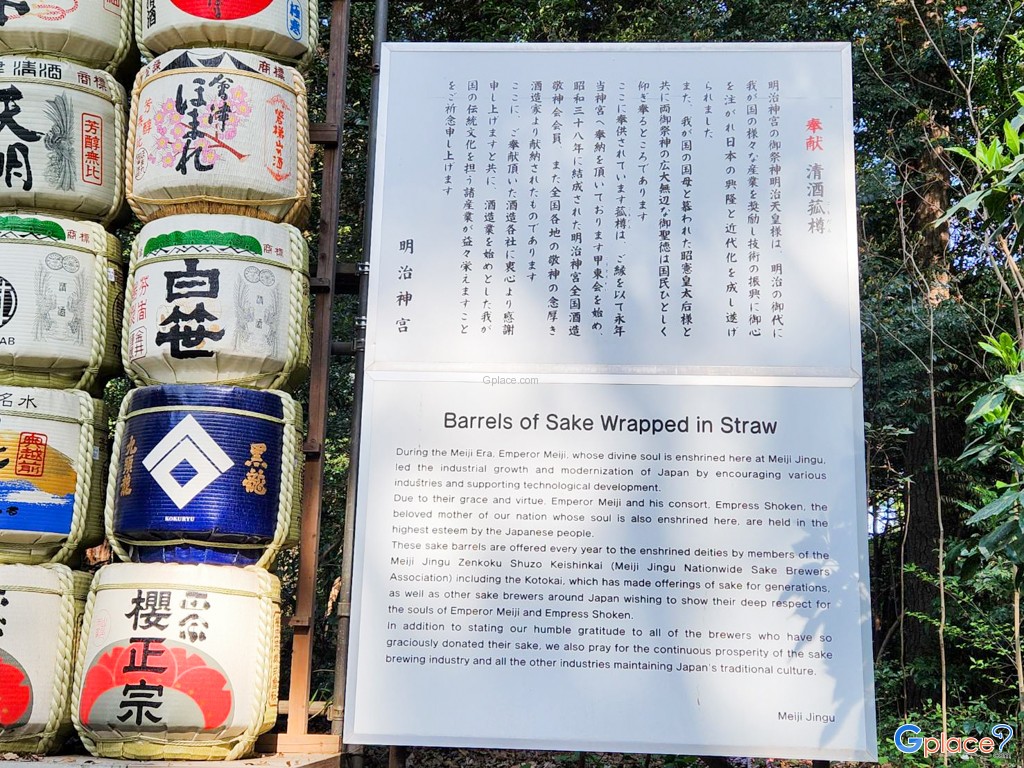 奉献 清酒菰樽
明治神宮の御祭神明治天皇様は、明治の御代に
我が国の様々な産業を奨励し技術の振興に御心
を注がれ日本の興隆と近代化を成し遂げ
られました
また、我が国の国母と慕われた昭憲皇太后様と
共に両御祭神の広大無辺な御聖徳は国民ひとしく
仰ぎ奉るところであります
ここに奉供されています菰樽は、ご縁を以て永年
当神宮へ奉納を頂いております甲東会を始め、
昭和三十八年に結成された明治神宮全国酒造
敬神会会員、また全国各地の敬神の念厚き
酒造家より献納されたものであります
ここに、ご奉献頂いた酒造各社に衷心より感謝
申し上げますと共に、酒造業を始めとした我が
国の伝統文化を担う諸産業が益々栄えますこと
をご祈念申し上げます
明治神宮
Barrels of Sake Wrapped in Straw
During the Meiji Era, Emperor Meiji, whose divine soul is enshrined here at Meiji Jingu,
led the industrial growth and modernization of Japan by encouraging various
industries and supporting technological development.
Due to their grace and virtue, Emperor Meiji and his consort, Empress Shoken, the
beloved mother of our nation whose soul is also enshrined here, are held in the
highest esteem by the Japanese people.
These sake barrels are offered every year to the enshrined deities by members of the
Meiji Jingu Zenkoku Shuzo Keishinkai (Meiji Jingu Nationwide Sake Brewers
Association) including the Kotokai, which has made offerings of sake for generations,
as well as other sake brewers around Japan wishing to show their deep respect for
the souls of Emperor Meiji and Empress Shoken.
In addition to stating our humble gratitude to all of the brewers who have so
graciously donated their sake, we also pray for the continuous prosperity of the sake
brewing industry and all the other industries maintaining Japan's traditional culture.
Meiji Jingu
清酒
商標
芳醇無比
商標
會津
ほまれ
商標
白笹
商標
名水
越前
黒龍
九頭龍
KOKURYU
櫻正宗
Gplace.com
Gplace